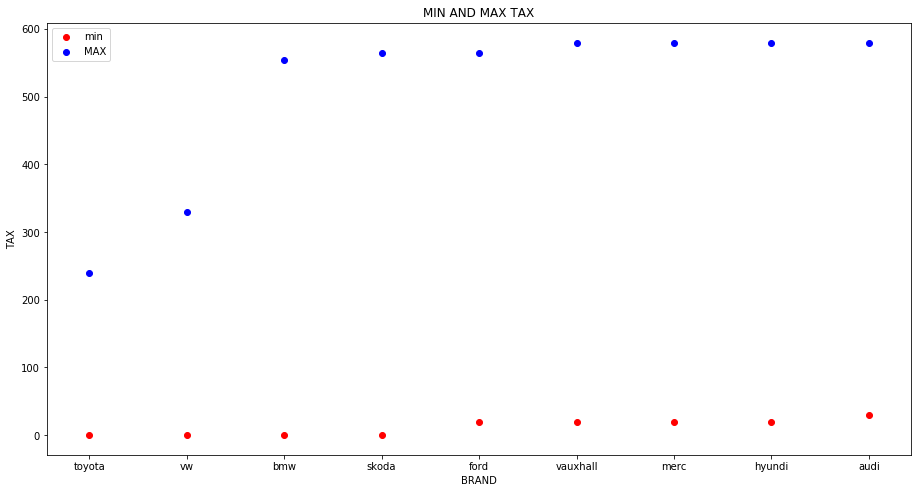 MIN AND MAX TAX
min
MAX
600
500
400
300
200
100
0
TAX
toyota vw bmw skoda ford vauxhall merc hyundi audi
BRAND